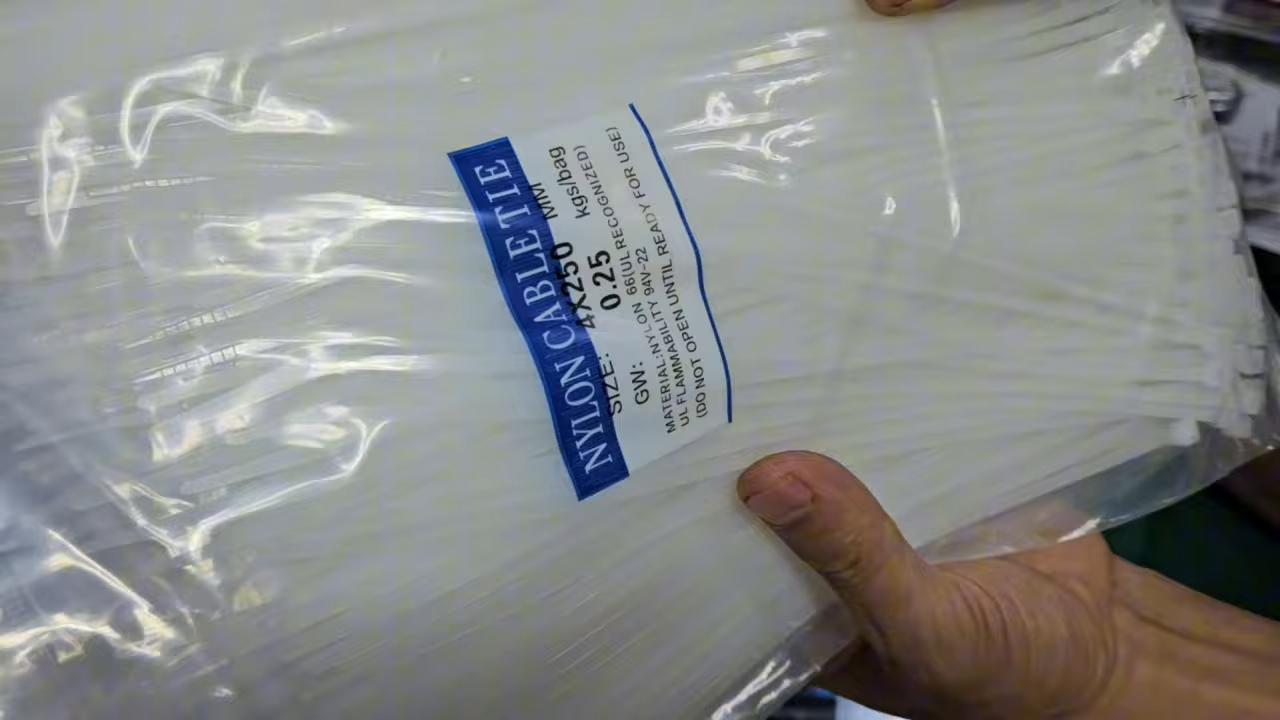 NYLON CABLE TIE
SIZE: 4X250 MM
GW: 0.25 kgs/bag
MATERIAL:NYLON 66(UL RECOGNIZED)
UL FLAMMABILITY 94V-22
(DO NOT OPEN UNTIL READY FOR USE)